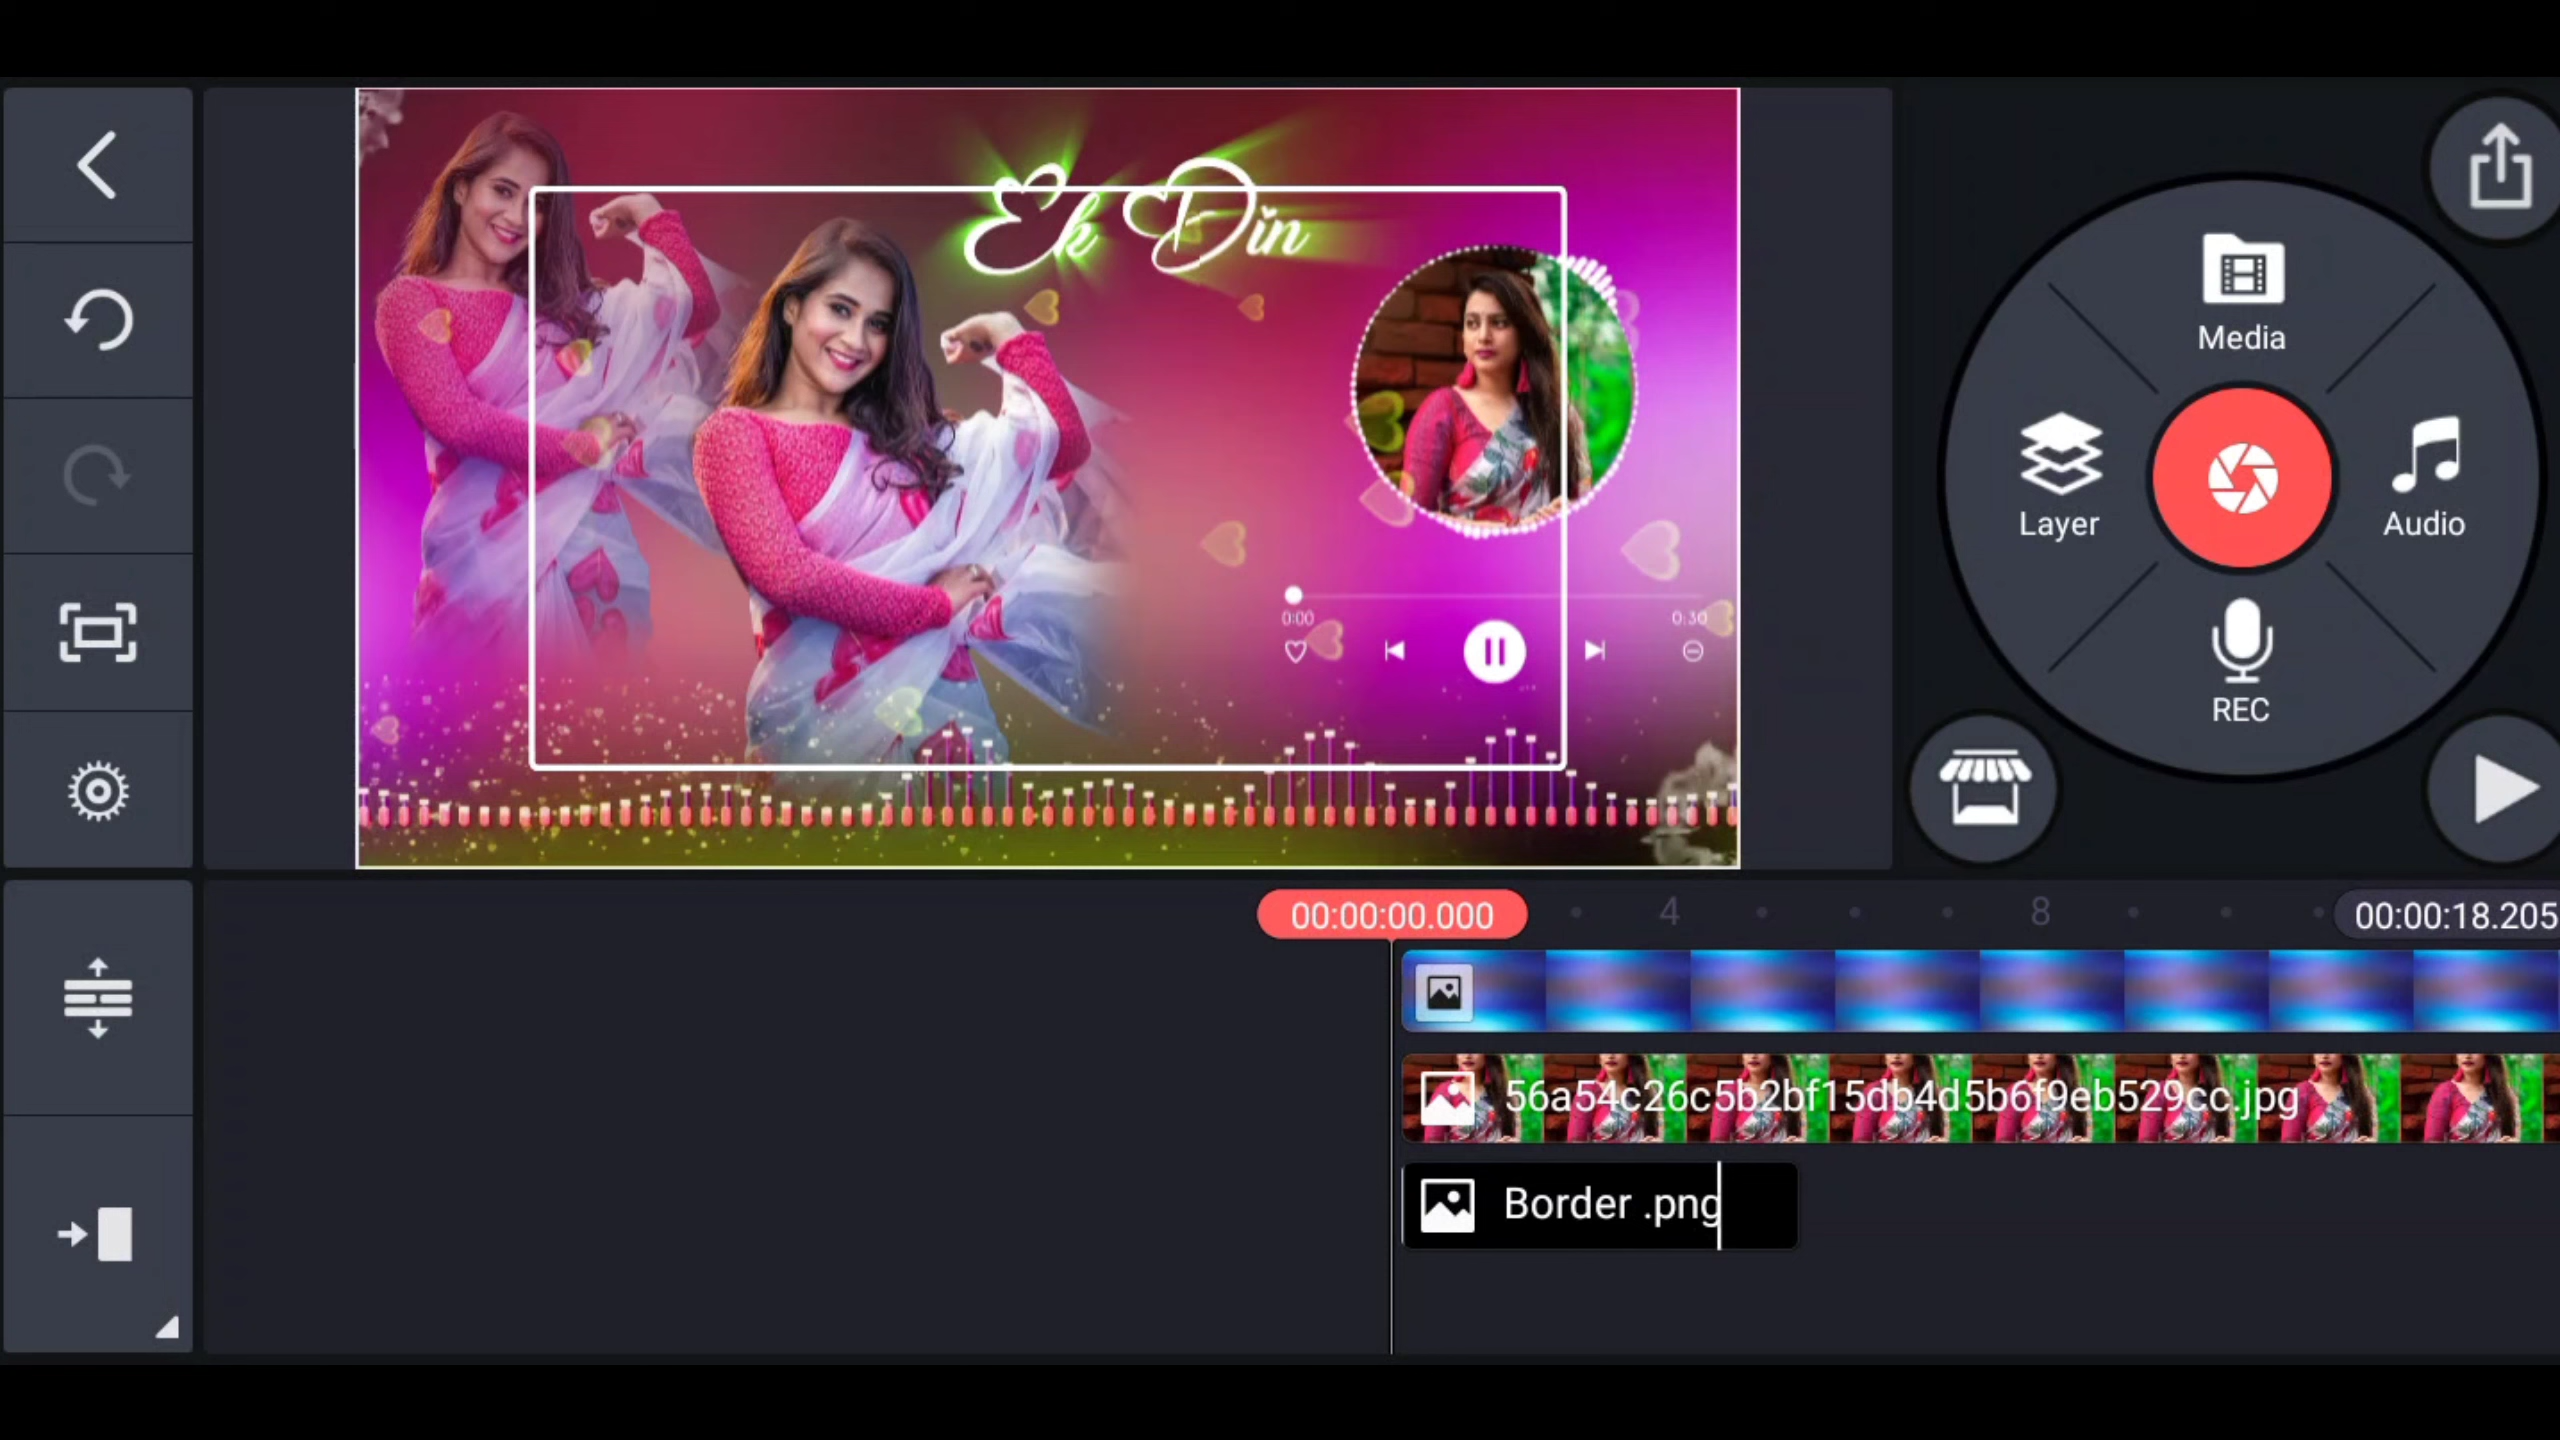 Ek Din
Media
Layer
Audio
REC
0:00
0:30
00:00:00.000
4
8
00:00:18.205
56a54c26c5b2bf15db4d5b6f9eb529cc.jpg
Border .png